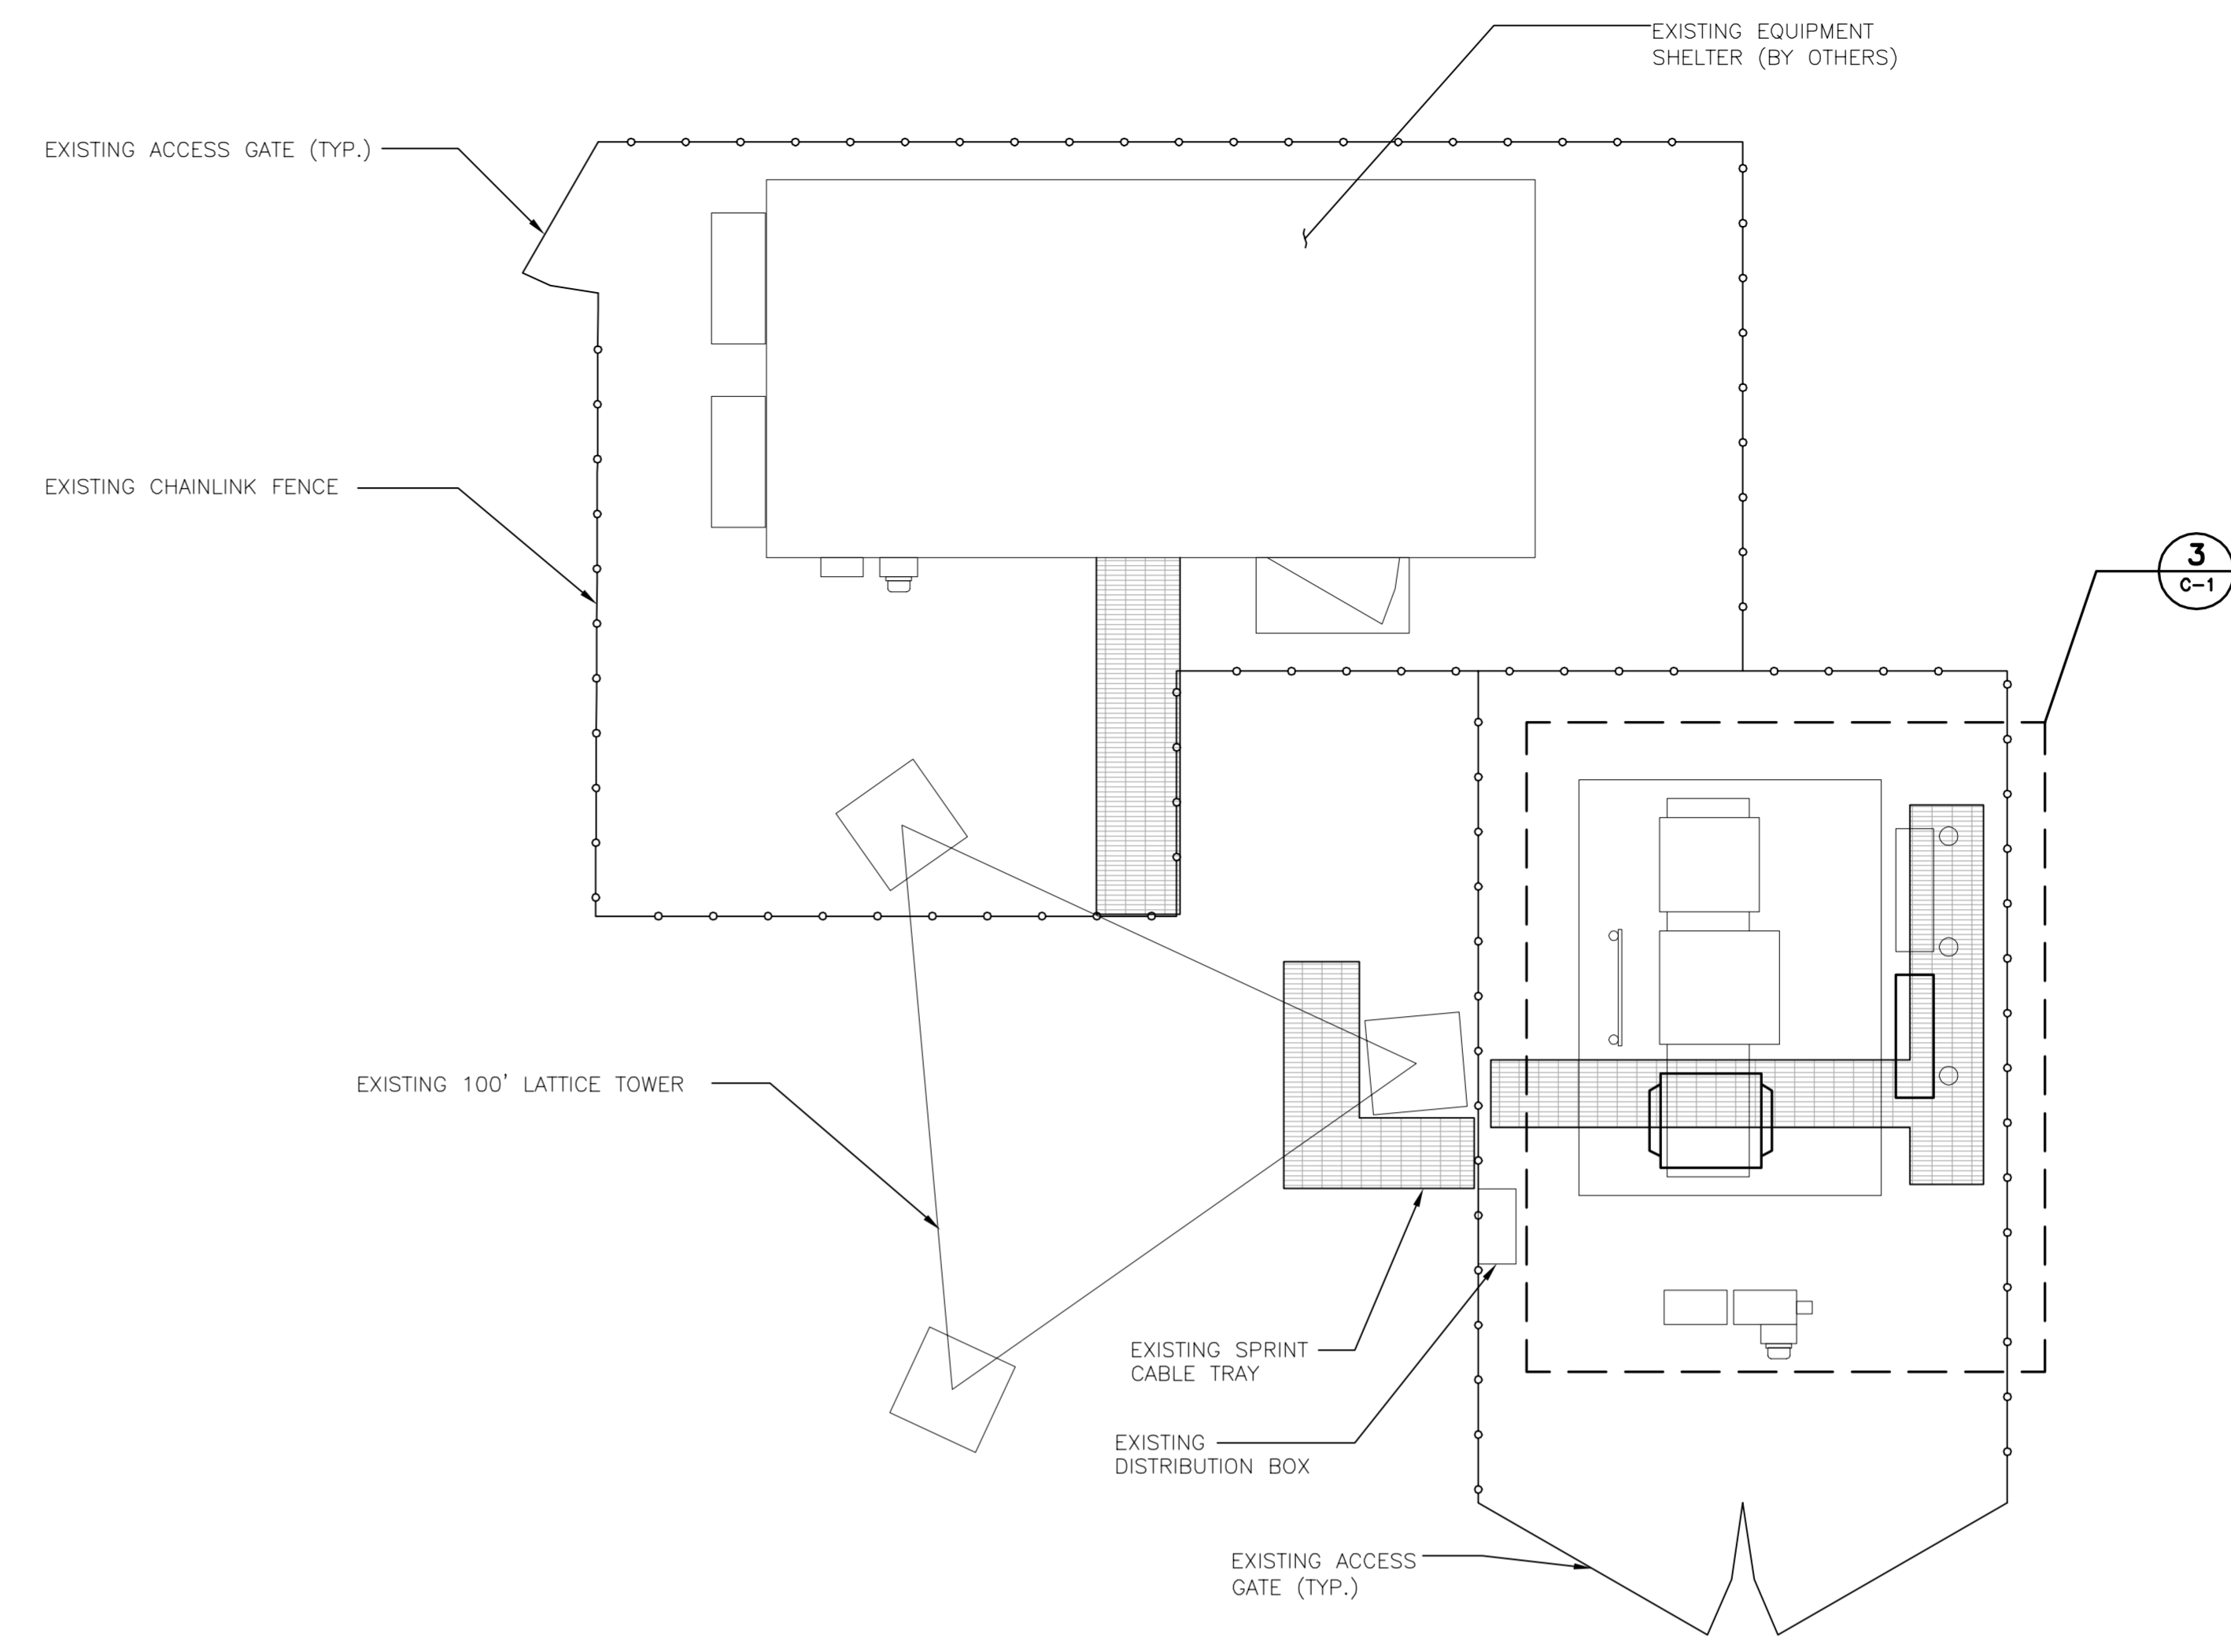 EXISTING EQUIPMENT
SHELTER (BY OTHERS)
EXISTING ACCESS GATE (TYP.)
EXISTING CHAINLINK FENCE
3
C-1
EXISTING 100' LATTICE TOWER
EXISTING SPRINT
CABLE TRAY
EXISTING
DISTRIBUTION BOX
EXISTING ACCESS
GATE (TYP.)